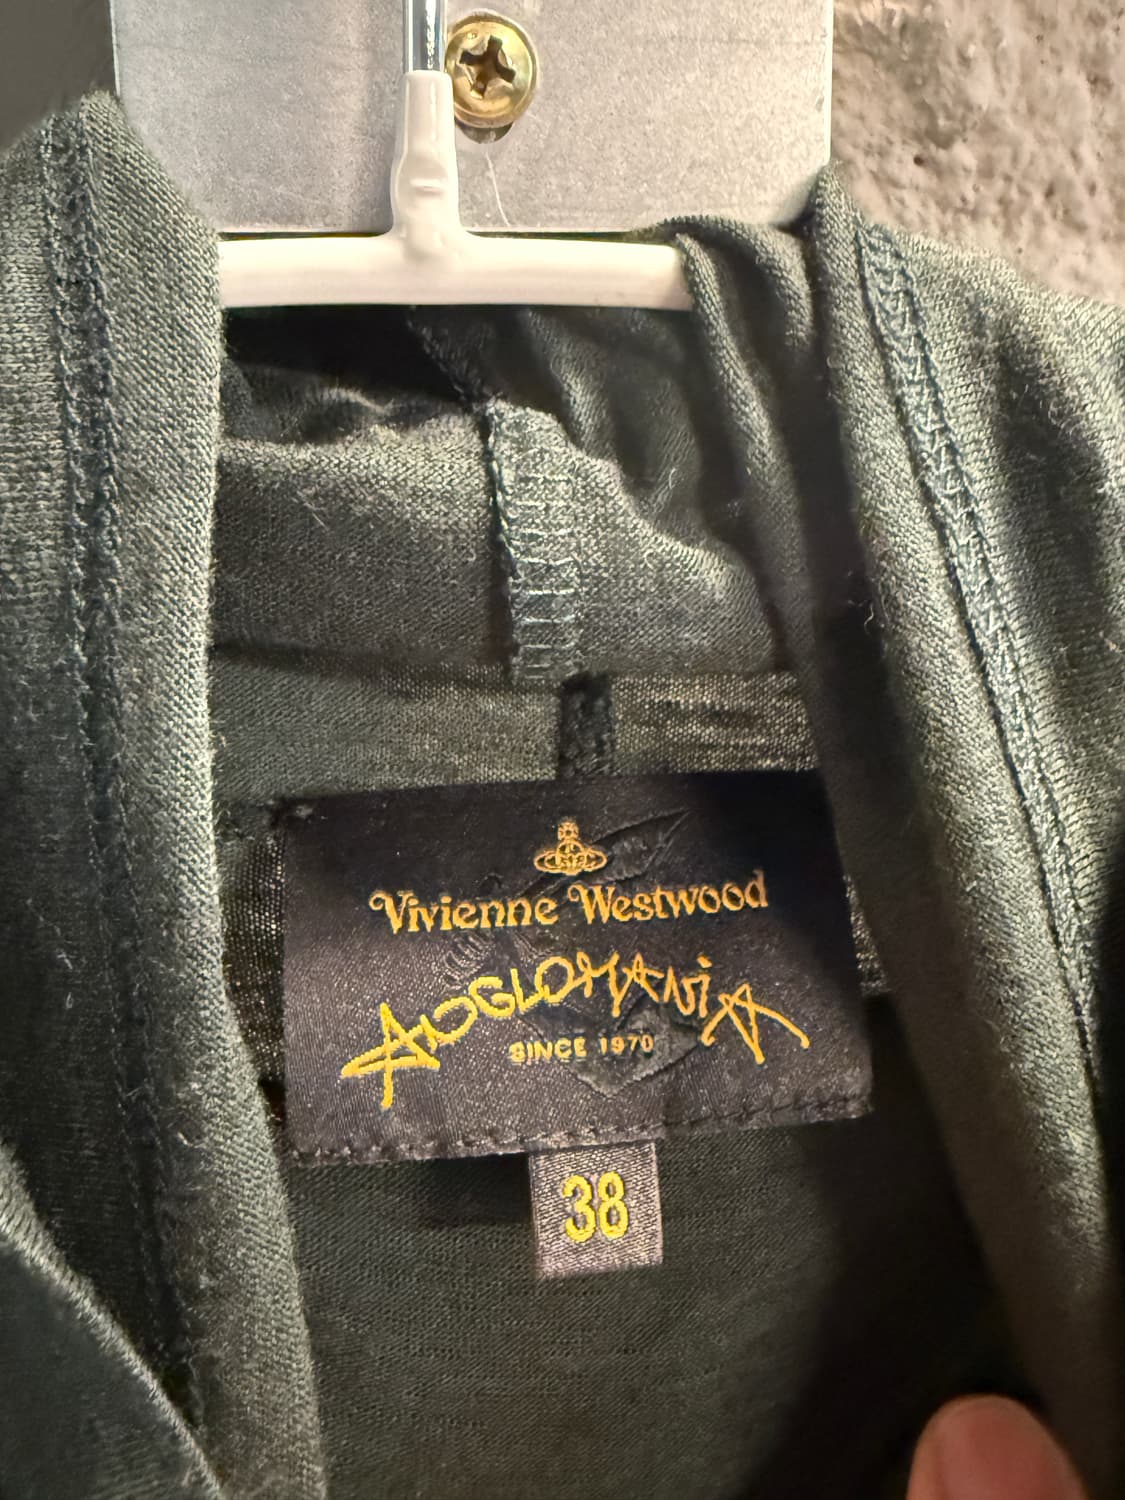 Vivienne Westwood
ANGLOMANiA
SINCE 1970
38